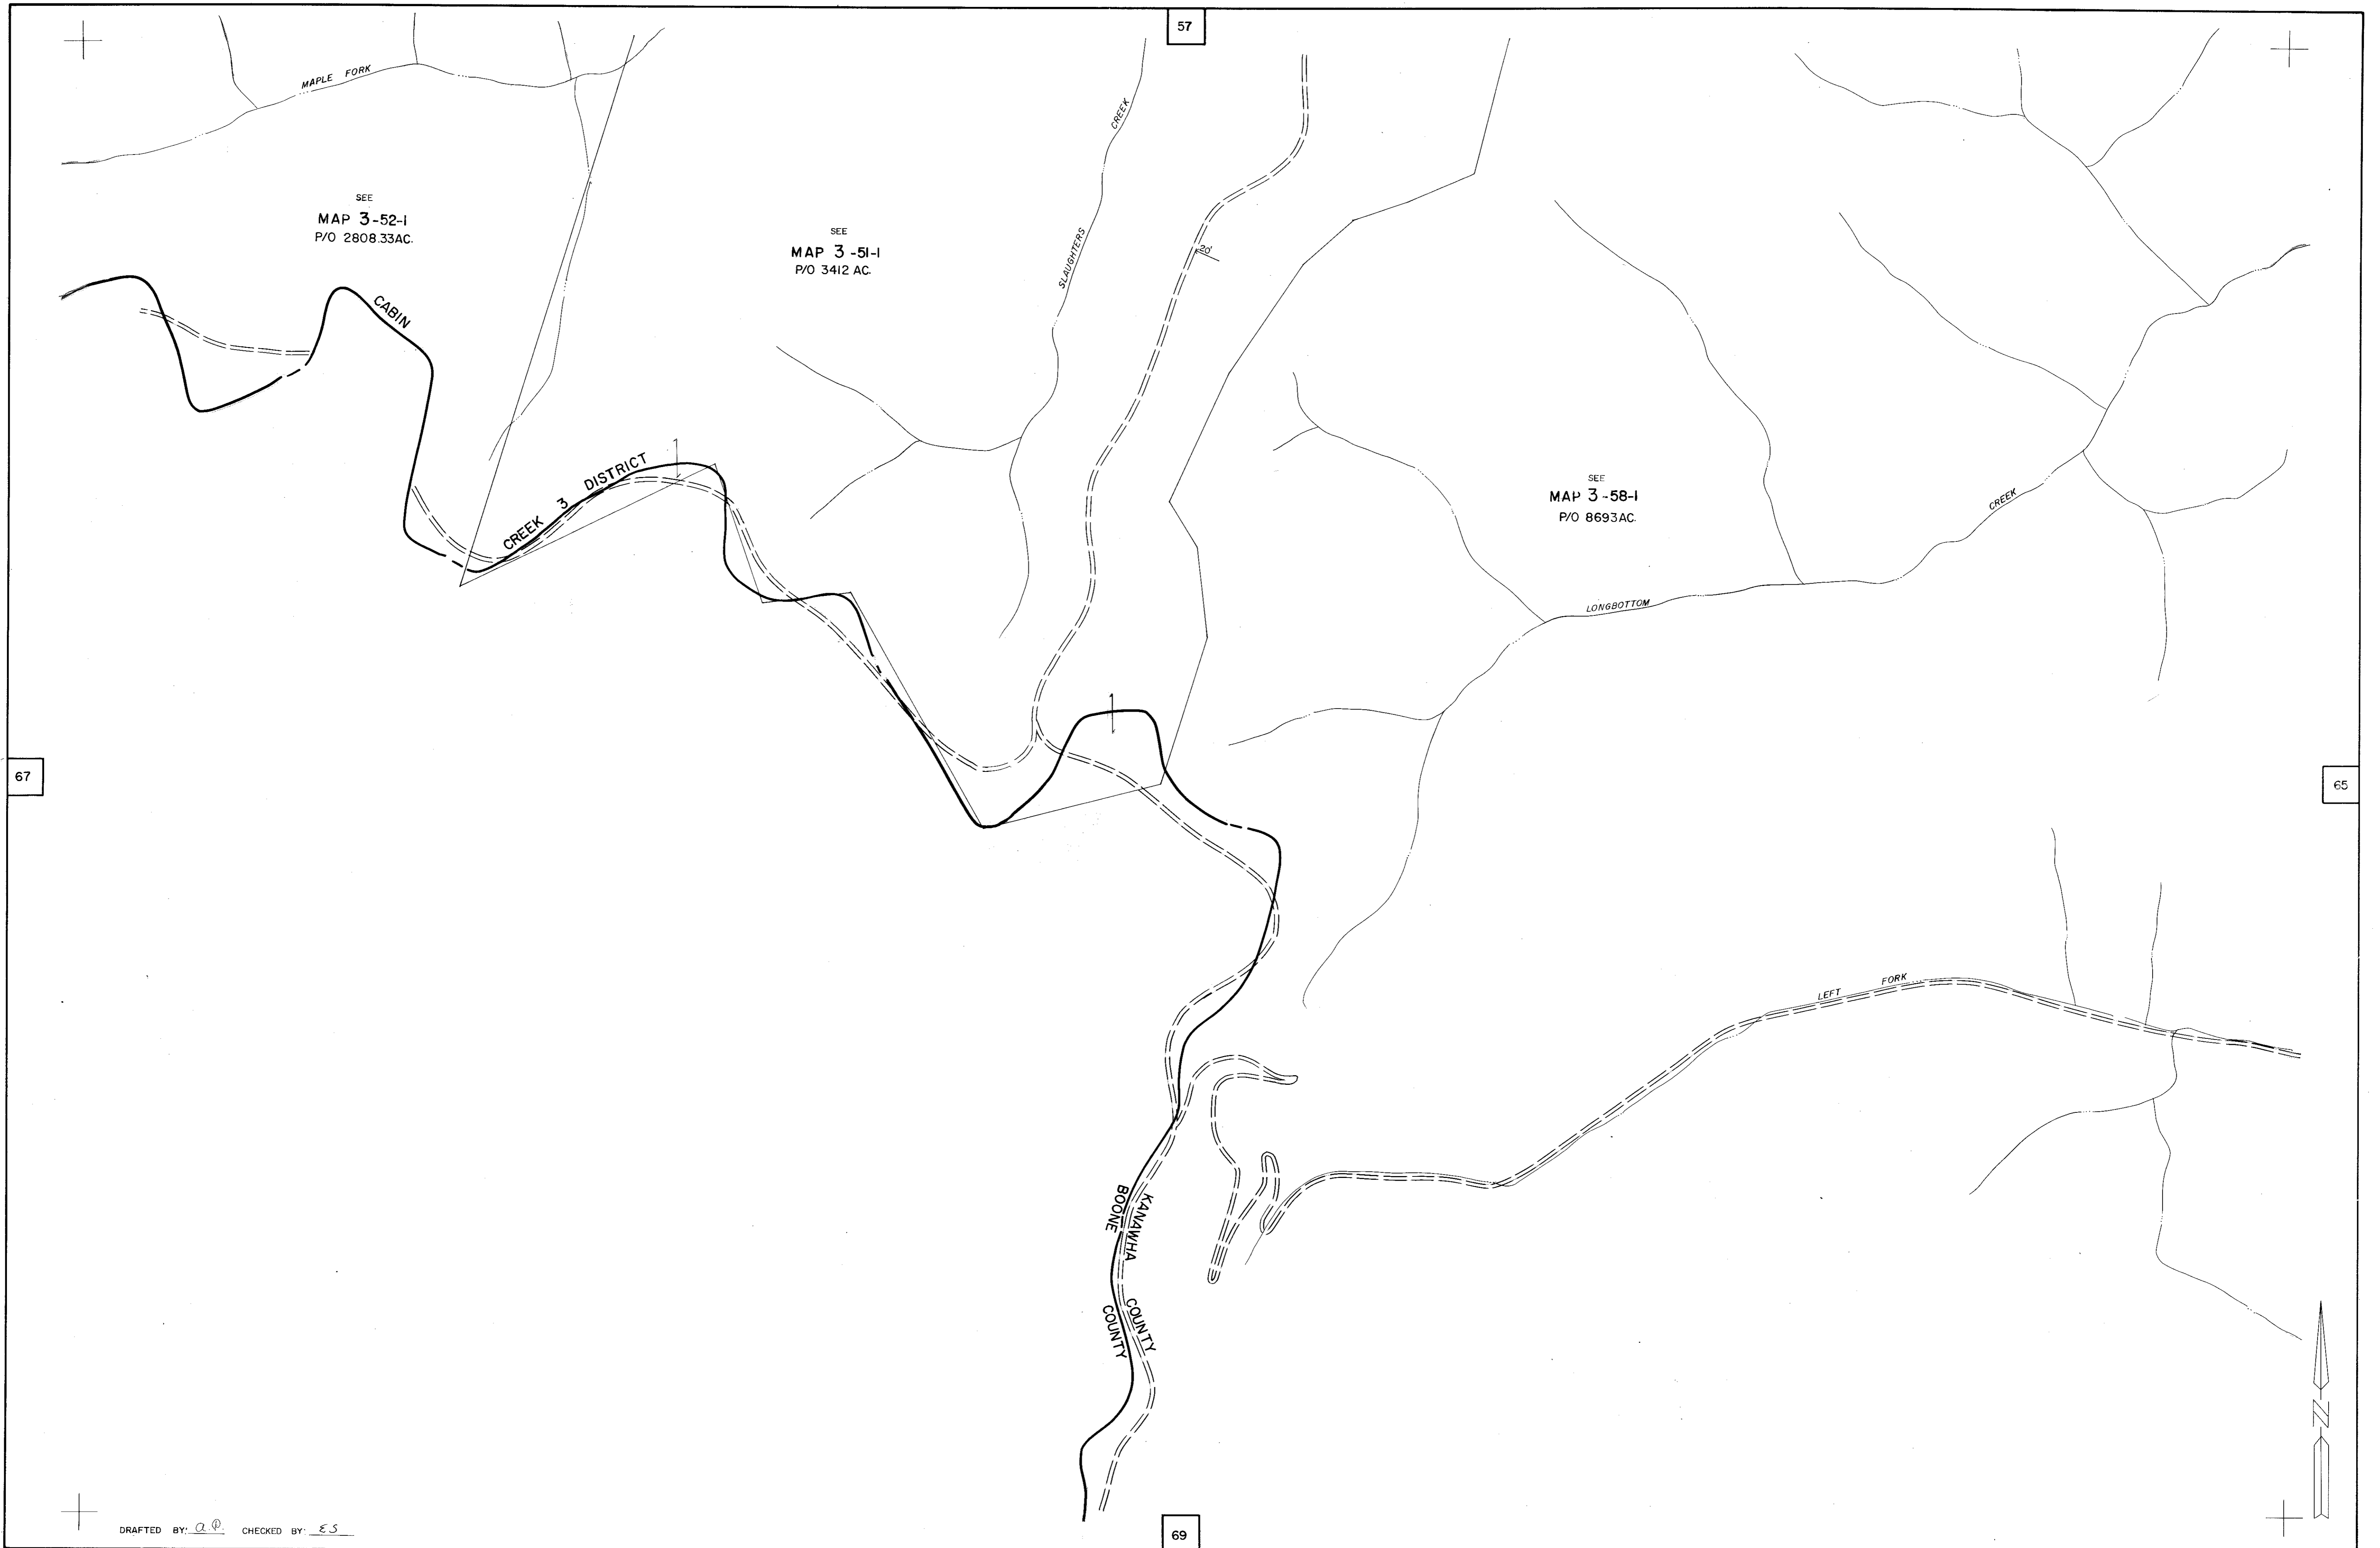 57
MAPLE FORK
CREEK
SLAUGHTERS
SEE
MAP 3-52-1
P/O 2808.33AC.
SEE
MAP 3-51-1
P/O 3412 AC.
20'
CABIN
CREEK 3 DISTRICT
SEE
MAP 3-58-1
P/O 8693AC.
CREEK
LONGBOTTOM
67
65
LEFT FORK
KANAWHA COUNTY
BOONE COUNTY
N
DRAFTED BY: A.P. CHECKED BY: ES
69